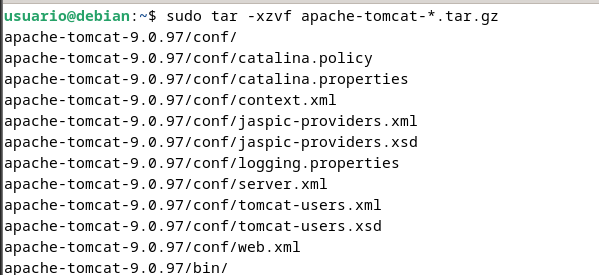 usuario@debian:~$ sudo tar -xzvf apache-tomcat-*.tar.gz
apache-tomcat-9.0.97/conf/
apache-tomcat-9.0.97/conf/catalina.policy
apache-tomcat-9.0.97/conf/catalina.properties
apache-tomcat-9.0.97/conf/context.xml
apache-tomcat-9.0.97/conf/jaspic-providers.xml
apache-tomcat-9.0.97/conf/jaspic-providers.xsd
apache-tomcat-9.0.97/conf/logging.properties
apache-tomcat-9.0.97/conf/server.xml
apache-tomcat-9.0.97/conf/tomcat-users.xml
apache-tomcat-9.0.97/conf/tomcat-users.xsd
apache-tomcat-9.0.97/conf/web.xml
apache-tomcat-9.0.97/bin/